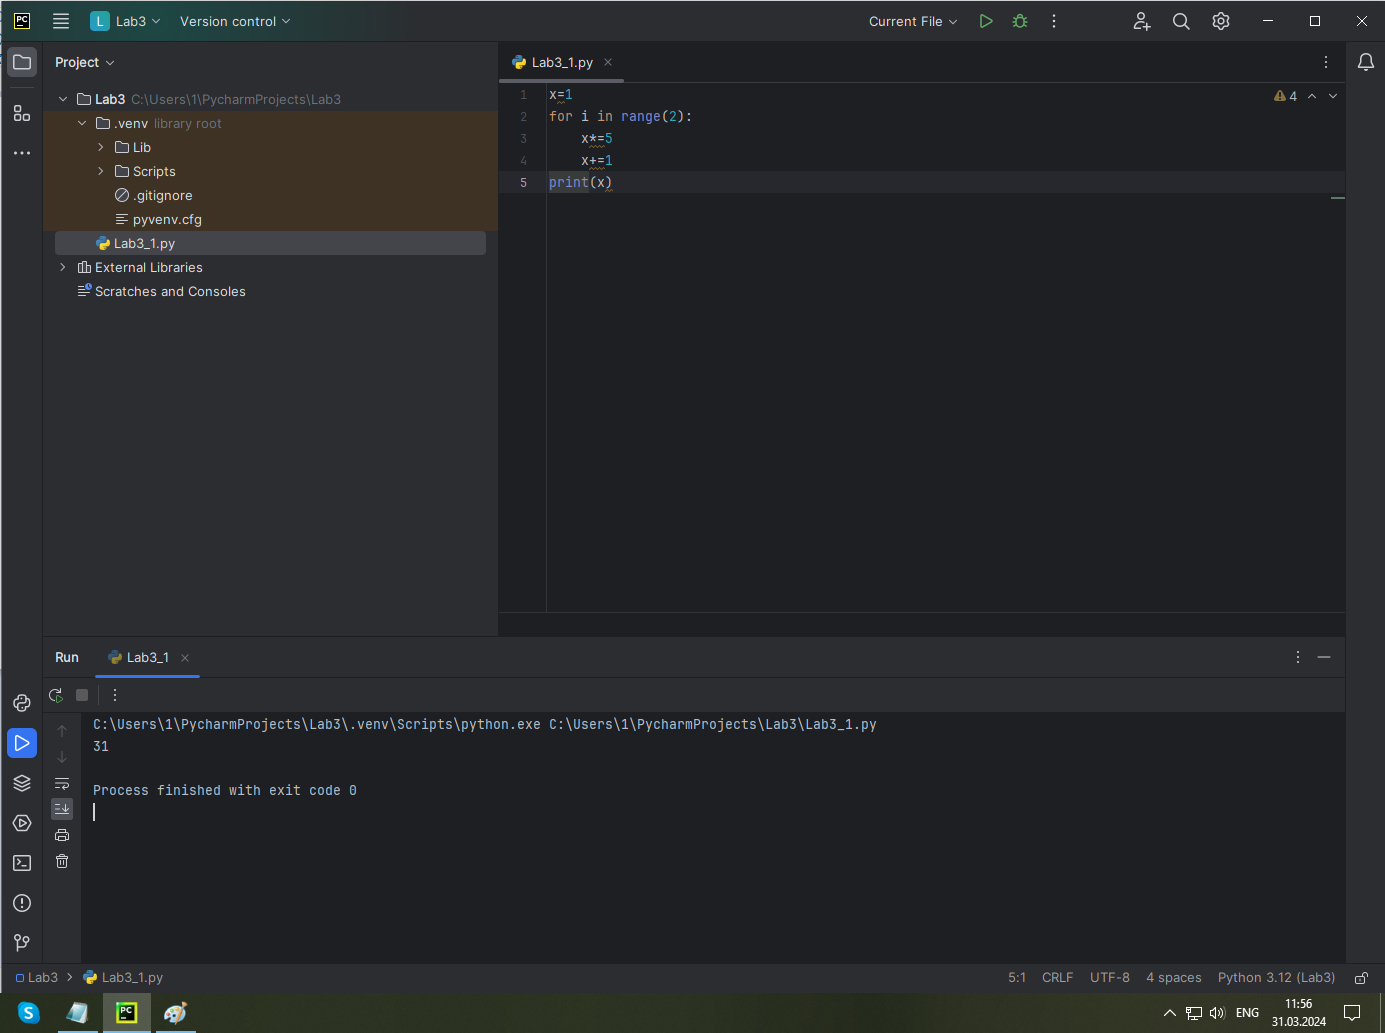 PC L Lab3 Version control Current File
Project
Lab3 C:\Users\1\PycharmProjects\Lab3
.venv library root
Lib
Scripts
.gitignore
pyvenv.cfg
Lab3_1.py
External Libraries
Scratches and Consoles
Lab3_1.py
4
1 x=1
2 for i in range(2):
3     x*=5
4     x+=1
5 print(x)
Run Lab3_1
C:\Users\1\PycharmProjects\Lab3\.venv\Scripts\python.exe C:\Users\1\PycharmProjects\Lab3\Lab3_1.py
31
Process finished with exit code 0
Lab3 Lab3_1.py 5:1 CRLF UTF-8 4 spaces Python 3.12 (Lab3)
S PC ENG 11:56
31.03.2024